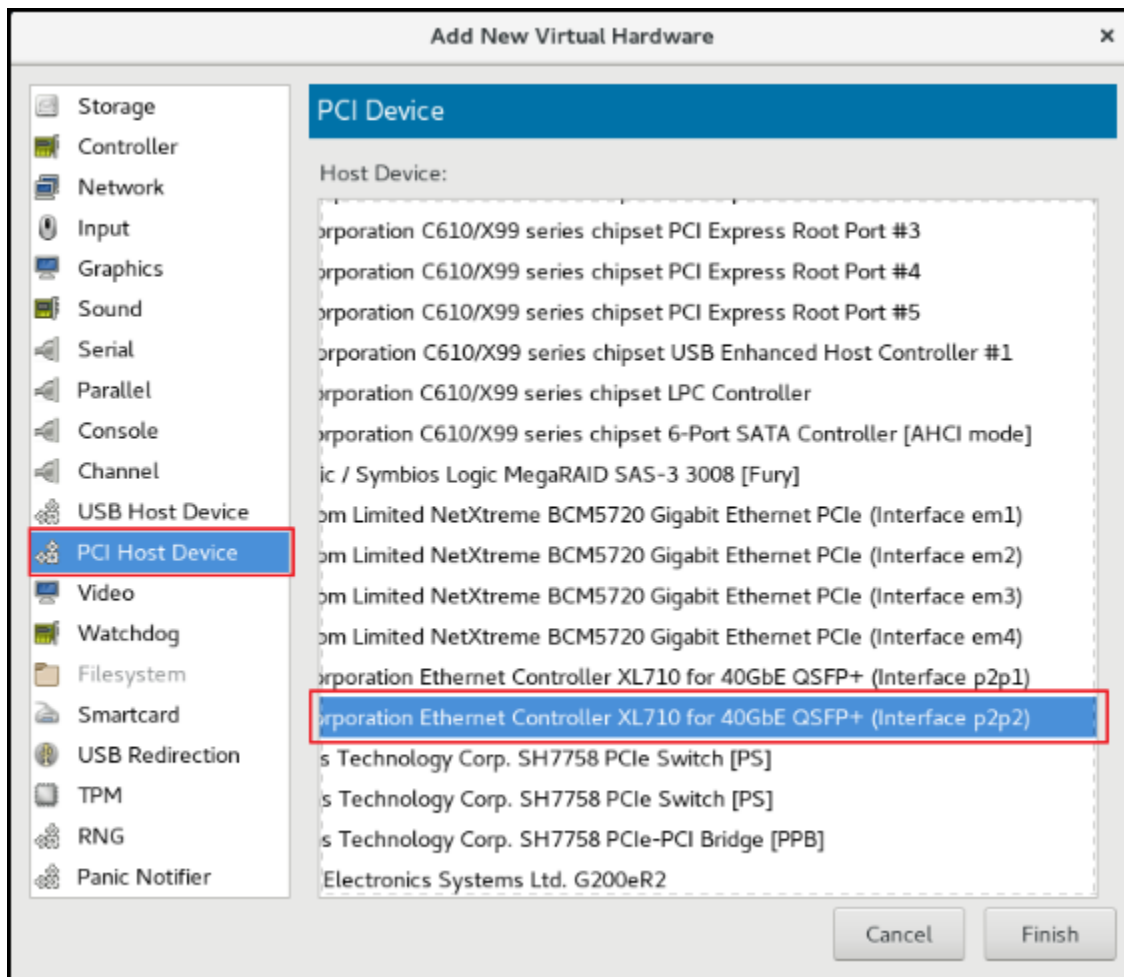 Add New Virtual Hardware
Storage
Controller
Network
Input
Graphics
Sound
Serial
Parallel
Console
Channel
USB Host Device
PCI Host Device
Video
Watchdog
Filesystem
Smartcard
USB Redirection
TPM
RNG
Panic Notifier
PCI Device
Host Device:
orporation C610/X99 series chipset PCI Express Root Port #3
orporation C610/X99 series chipset PCI Express Root Port #4
orporation C610/X99 series chipset PCI Express Root Port #5
orporation C610/X99 series chipset USB Enhanced Host Controller #1
orporation C610/X99 series chipset LPC Controller
orporation C610/X99 series chipset 6-Port SATA Controller [AHCI mode]
ic / Symbios Logic MegaRAID SAS-3 3008 [Fury]
om Limited NetXtreme BCM5720 Gigabit Ethernet PCIe (Interface em1)
om Limited NetXtreme BCM5720 Gigabit Ethernet PCIe (Interface em2)
om Limited NetXtreme BCM5720 Gigabit Ethernet PCIe (Interface em3)
om Limited NetXtreme BCM5720 Gigabit Ethernet PCIe (Interface em4)
orporation Ethernet Controller XL710 for 40GbE QSFP+ (Interface p2p1)
orporation Ethernet Controller XL710 for 40GbE QSFP+ (Interface p2p2)
s Technology Corp. SH7758 PCIe Switch [PS]
s Technology Corp. SH7758 PCIe Switch [PS]
s Technology Corp. SH7758 PCIe-PCI Bridge [PPB]
Electronics Systems Ltd. G200eR2
Cancel
Finish